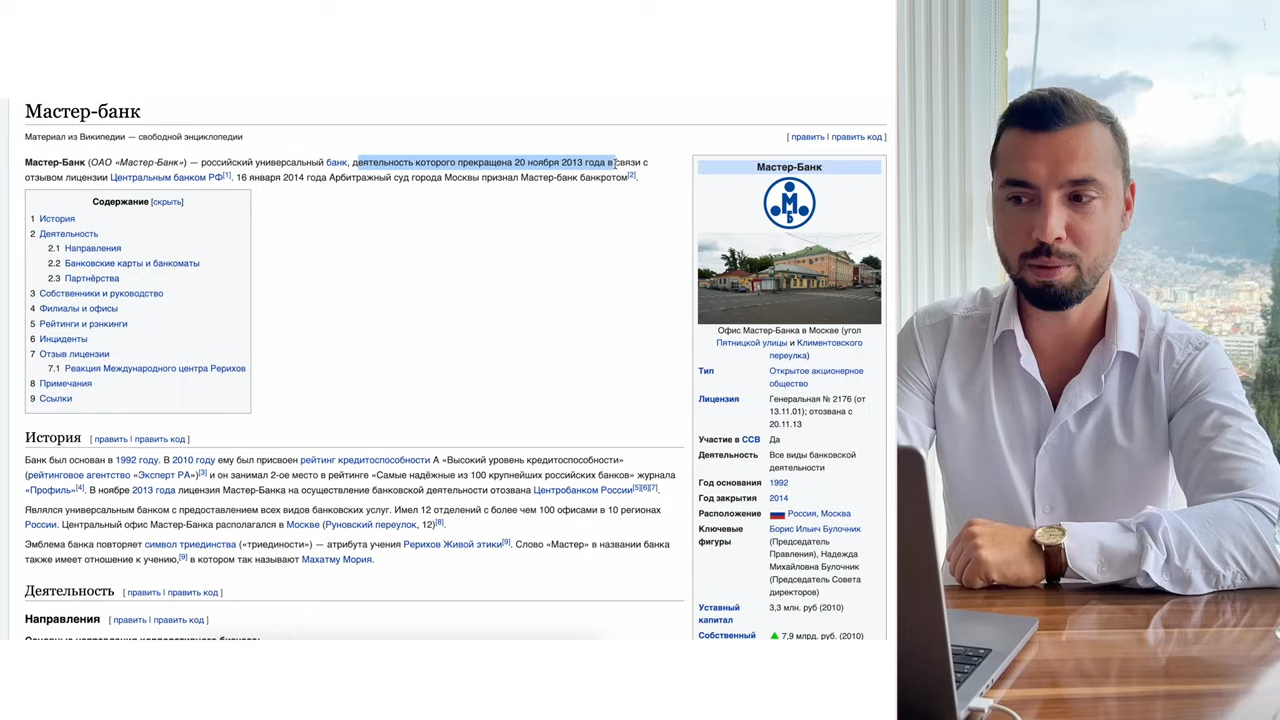 Мастер-банк
Материал из Википедии — свободной энциклопедии
[ править | править код ]
Мастер-Банк (ОАО «Мастер-Банк») — российский универсальный банк, деятельность которого прекращена 20 ноября 2013 года в связи с
отзывом лицензии Центральным банком РФ[1]. 16 января 2014 года Арбитражный суд города Москвы признал Мастер-банк банкротом[2].
Содержание [скрыть]
1 История
2 Деятельность
2.1 Направления
2.2 Банковские карты и банкоматы
2.3 Партнёрства
3 Собственники и руководство
4 Филиалы и офисы
5 Рейтинги и рэнкинги
6 Инциденты
7 Отзыв лицензии
7.1 Реакция Международного центра Рерихов
8 Примечания
9 Ссылки
История [ править | править код ]
Банк был основан в 1992 году. В 2010 году ему был присвоен рейтинг кредитоспособности А «Высокий уровень кредитоспособности»
(рейтинговое агентство «Эксперт РА»)[3] и он занимал 2-ое место в рейтинге «Самые надёжные из 100 крупнейших российских банков» журнала
«Профиль»[4]. В ноябре 2013 года лицензия Мастер-Банка на осуществление банковской деятельности отозвана Центробанком России[5][6][7].
Являлся универсальным банком с предоставлением всех видов банковских услуг. Имел 12 отделений с более чем 100 офисами в 10 регионах
России. Центральный офис Мастер-Банка располагался в Москве (Руновский переулок, 12)[8].
Эмблема банка повторяет символ триединства («триединости») — атрибута учения Рерихов Живой этики[9]. Слово «Мастер» в названии банка
также имеет отношение к учению,[9] в котором так называют Махатму Мория.
Деятельность [ править | править код ]
Направления [ править | править код ]
Основные направления корпоративного бизнеса:
Мастер-Банк
М
Ь
Офис Мастер-Банка в Москве (угол
Пятницкой улицы и Климентовского
переулка)
Тип Открытое акционерное
общество
Лицензия Генеральная № 2176 (от
13.11.01); отозвана с
20.11.13
Участие в ССВ Да
Деятельность Все виды банковской
деятельности
Год основания 1992
Год закрытия 2014
Расположение Россия, Москва
Ключевые Борис Ильич Булочник
фигуры (Председатель
Правления), Надежда
Михайловна Булочник
(Председатель Совета
директоров)
Уставный 3,3 млн. руб (2010)
капитал
Собственный 7,9 млрд. руб. (2010)